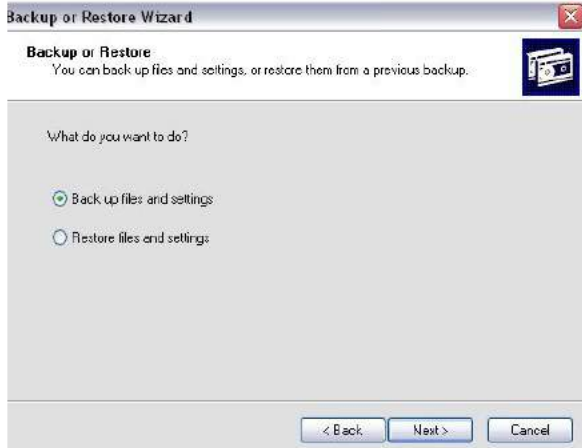 Backup or Restore Wizard
Backup or Restore
You can back up files and settings, or restore them from a previous backup.
What do you want to do?
Back up files and settings
Restore files and settings
< Back
Next >
Cancel